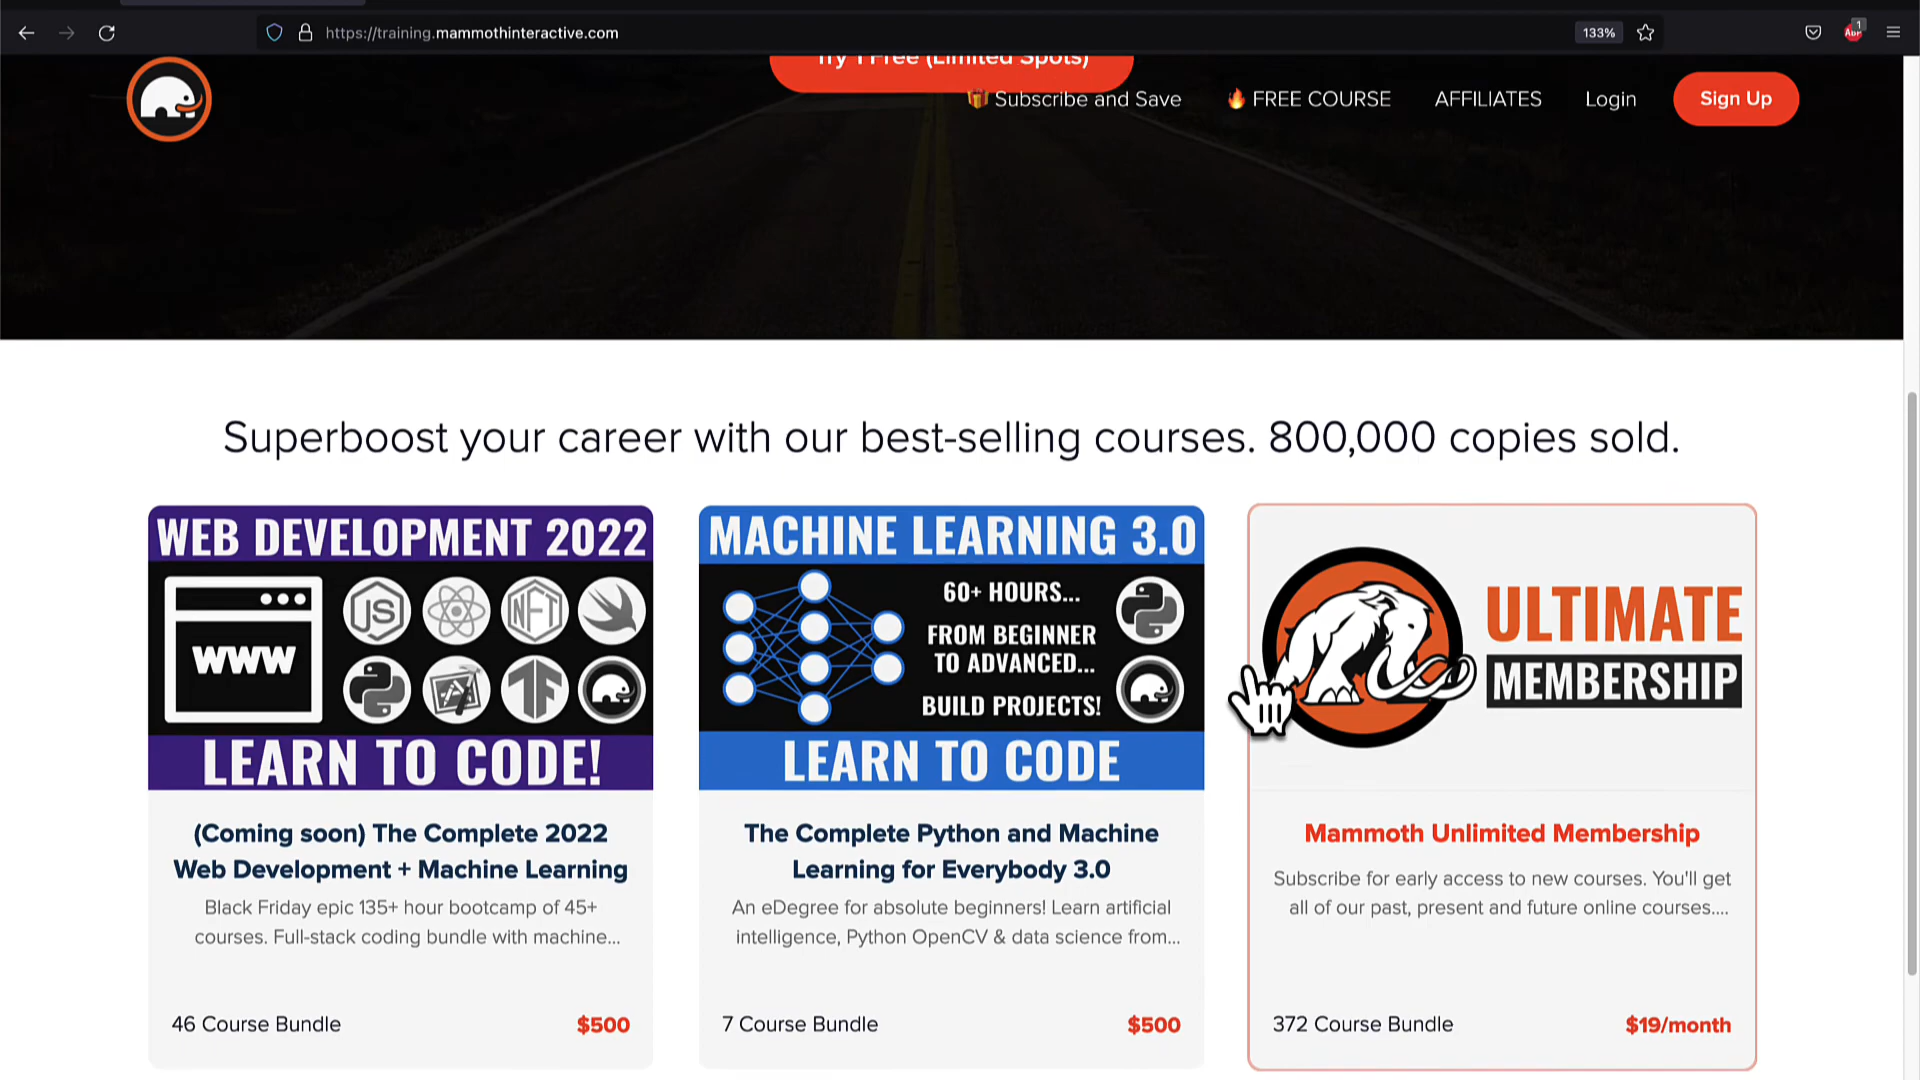 https://training.mammothinteractive.com
133%
1
ABP
Try 1 Free (Limited Spots)
🎁 Subscribe and Save
🔥 FREE COURSE
AFFILIATES
Login
Sign Up
Superboost your career with our best-selling courses. 800,000 copies sold.
WEB DEVELOPMENT 2022
WWW
JS
NFT
LEARN TO CODE!
(Coming soon) The Complete 2022
Web Development + Machine Learning
Black Friday epic 135+ hour bootcamp of 45+
courses. Full-stack coding bundle with machine...
46 Course Bundle
$500
MACHINE LEARNING 3.0
60+ HOURS...
FROM BEGINNER
TO ADVANCED...
BUILD PROJECTS!
LEARN TO CODE
The Complete Python and Machine
Learning for Everybody 3.0
An eDegree for absolute beginners! Learn artificial
intelligence, Python OpenCV & data science from...
7 Course Bundle
$500
ULTIMATE
MEMBERSHIP
Mammoth Unlimited Membership
Subscribe for early access to new courses. You'll get
all of our past, present and future online courses....
372 Course Bundle
$19/month